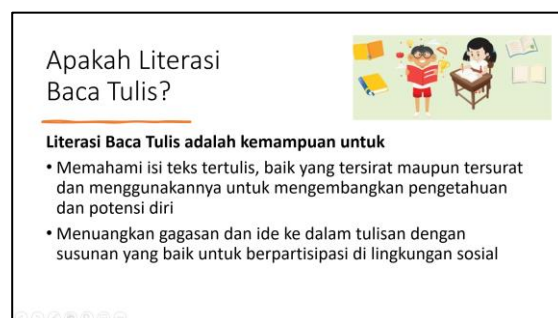 Apakah Literasi
Baca Tulis?
Literasi Baca Tulis adalah kemampuan untuk
• Memahami isi teks tertulis, baik yang tersirat maupun tersurat
dan menggunakannya untuk mengembangkan pengetahuan
dan potensi diri
• Menuangkan gagasan dan ide ke dalam tulisan dengan
susunan yang baik untuk berpartisipasi di lingkungan sosial